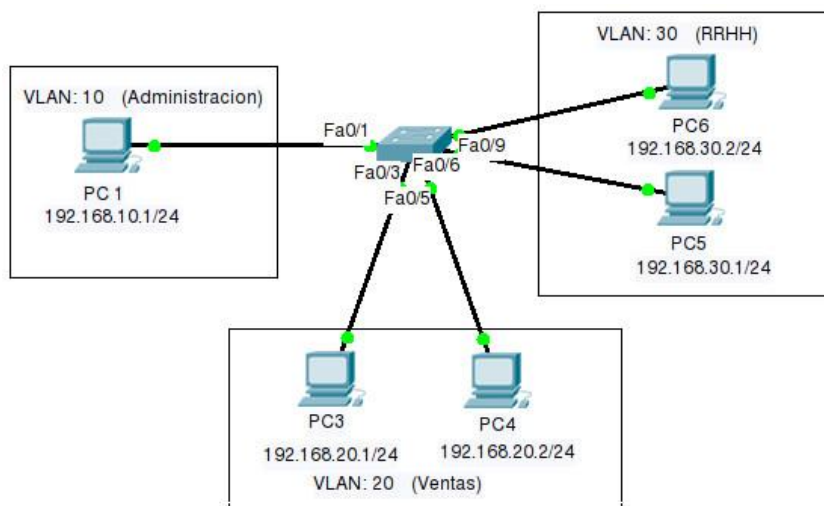 VLAN: 10   (Administracion)
PC 1
192.168.10.1/24
Fa0/1
Fa0/3
Fa0/5
Fa0/6
Fa0/9
VLAN: 30   (RRHH)
PC6
192.168.30.2/24
PC5
192.168.30.1/24
PC3
192.168.20.1/24
PC4
192.168.20.2/24
VLAN: 20   (Ventas)